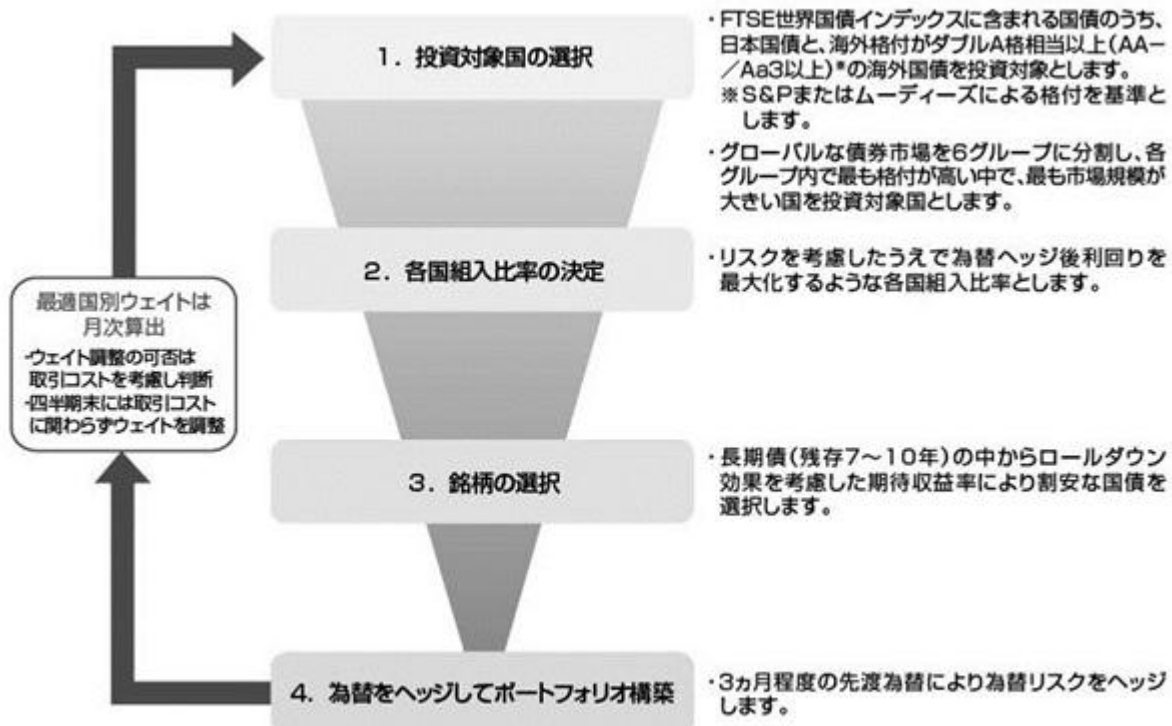 1. 投資対象国の選択
・FTSE世界国債インデックスに含まれる国債のうち、
日本国債と、海外格付がダブルA格相当以上(AA−
／Aa3以上)※の海外国債を投資対象とします。
※S&Pまたはムーディーズによる格付を基準と
します。
・グローバルな債券市場を6グループに分割し、各
グループ内で最も格付が高い中で、最も市場規模が
大きい国を投資対象国とします。
2. 各国組入比率の決定
・リスクを考慮したうえで為替ヘッジ後利回りを
最大化するような各国組入比率とします。
最適国別ウェイトは
月次算出
・ウェイト調整の可否は
取引コストを考慮し判断
・四半期末には取引コスト
に関わらずウェイトを調整
3. 銘柄の選択
・長期債(残存7〜10年)の中からロールダウン
効果を考慮した期待収益率により割安な国債を
選択します。
4. 為替をヘッジしてポートフォリオ構築
・3ヵ月程度の先渡為替により為替リスクをヘッジ
します。